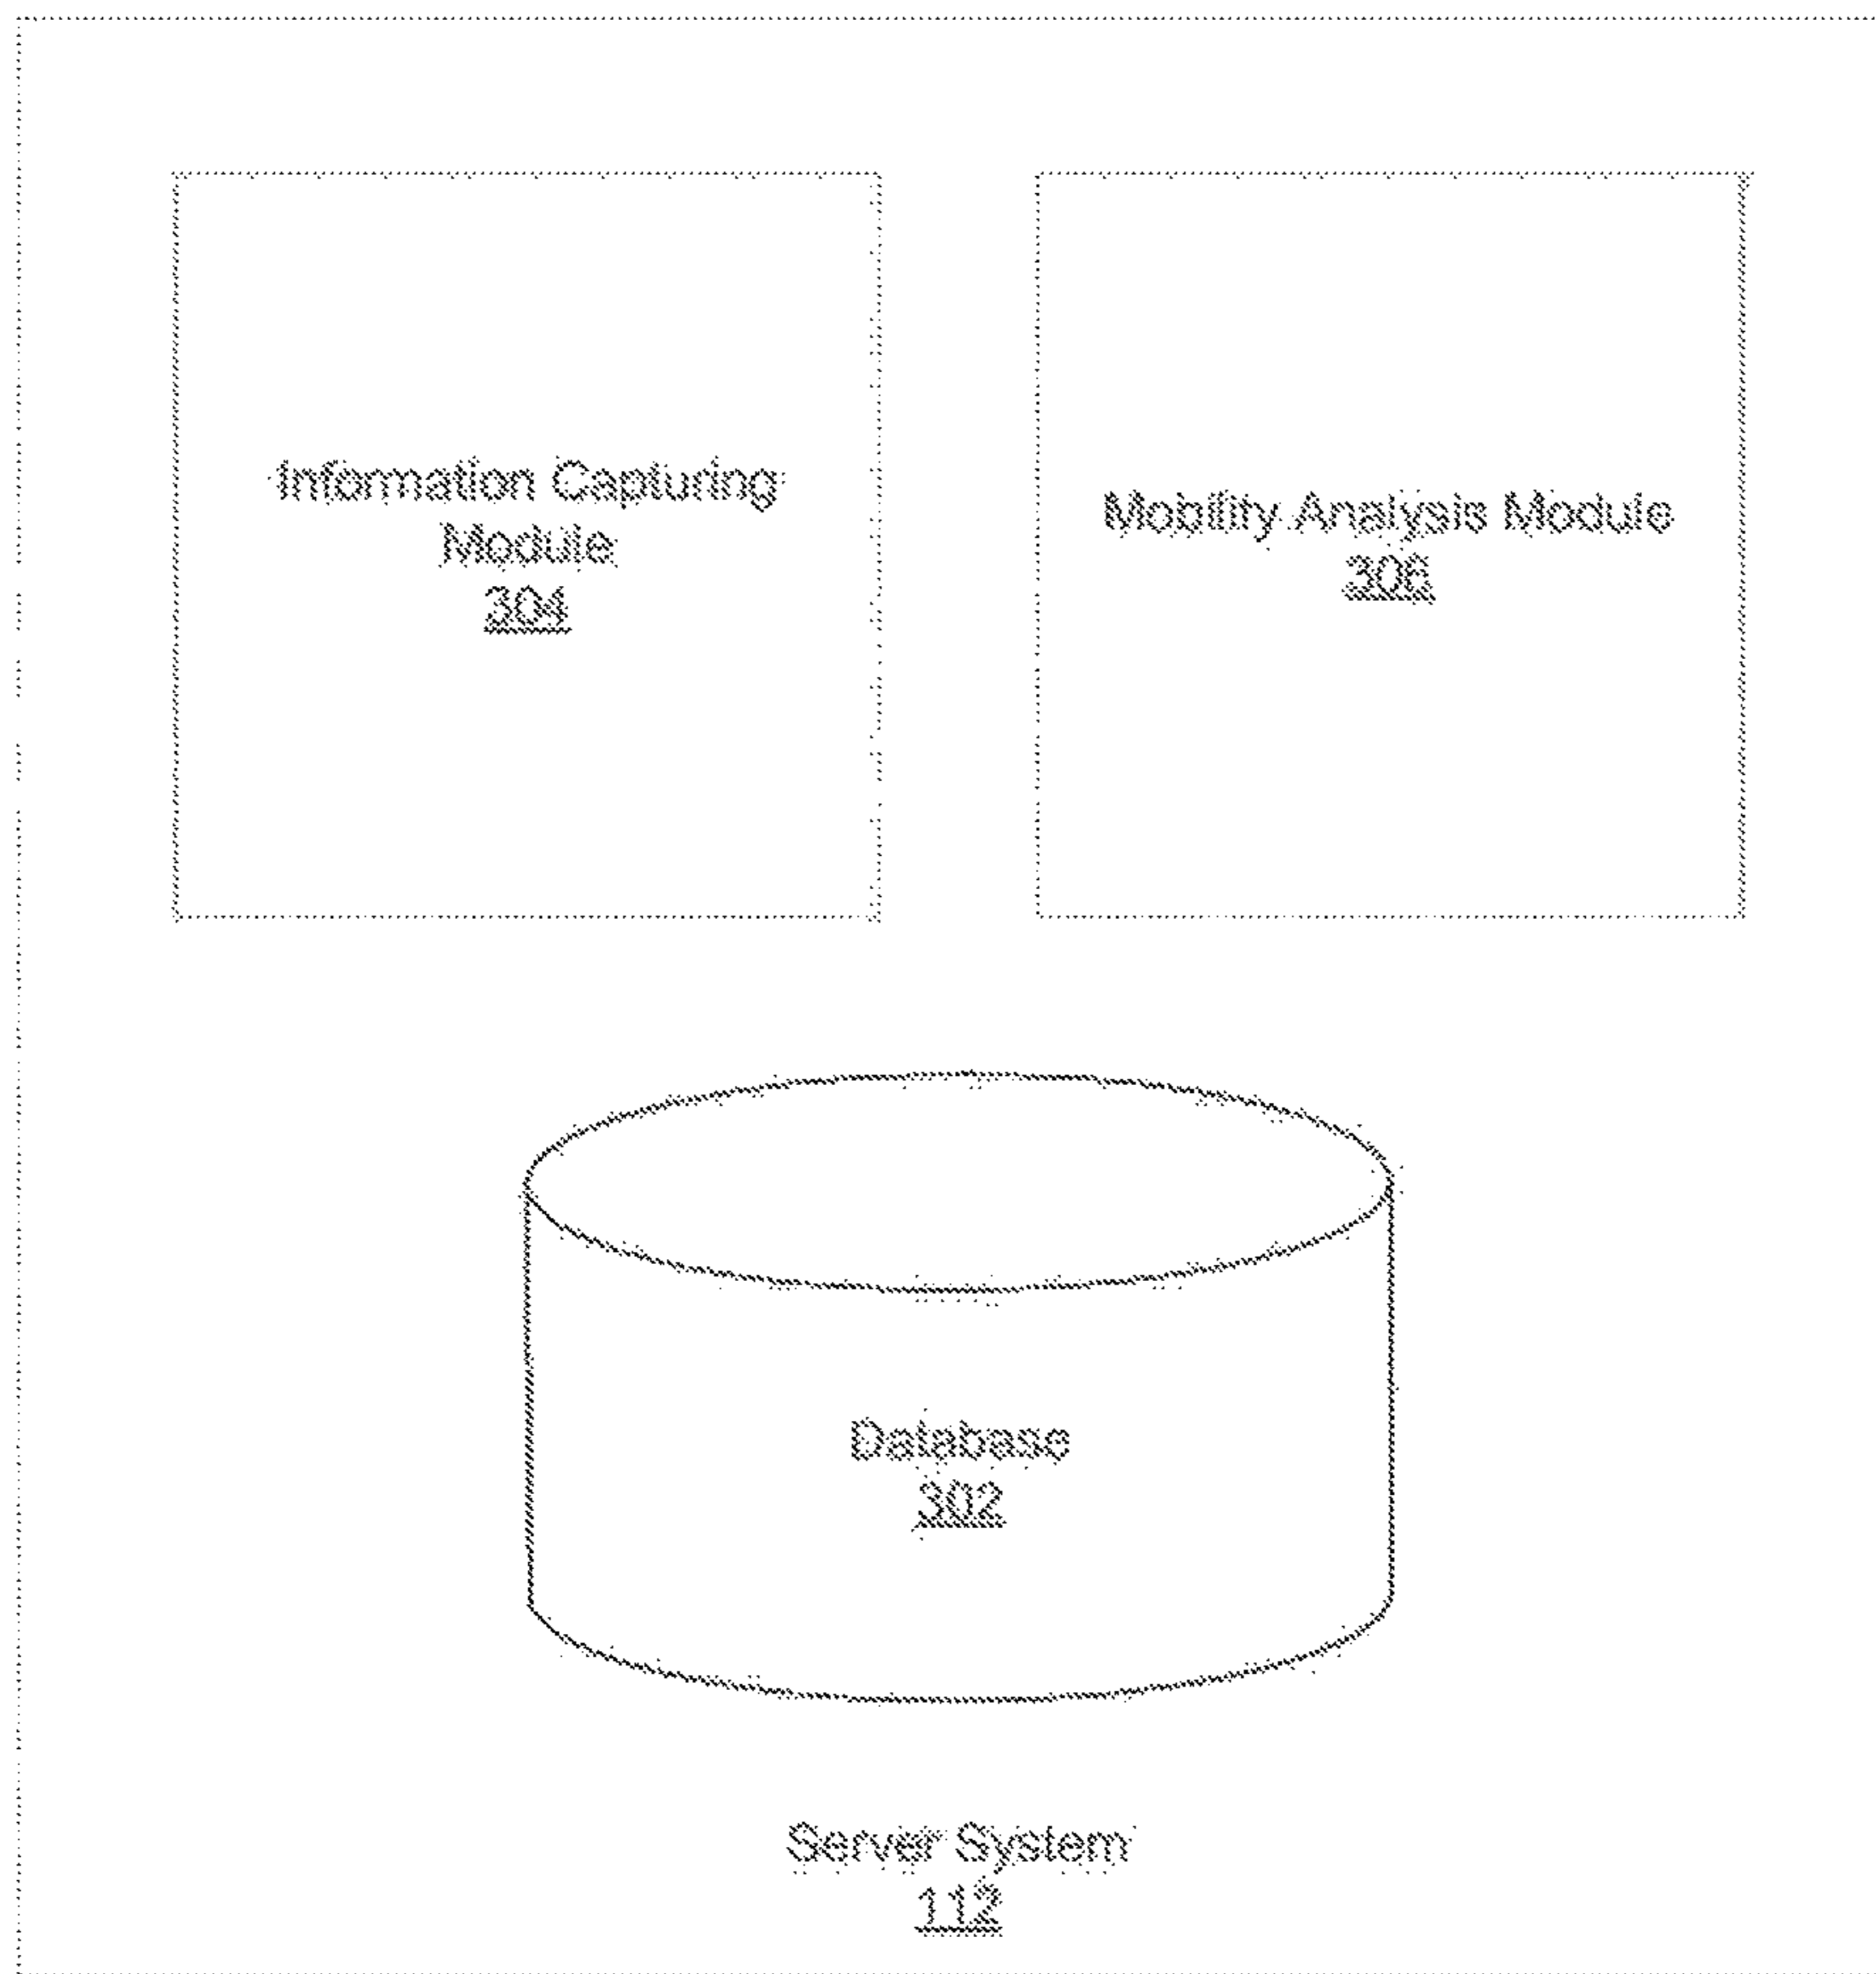 Information Capturing
Module
304
Mobility Analysis Module
306
Database
302
Server System
112